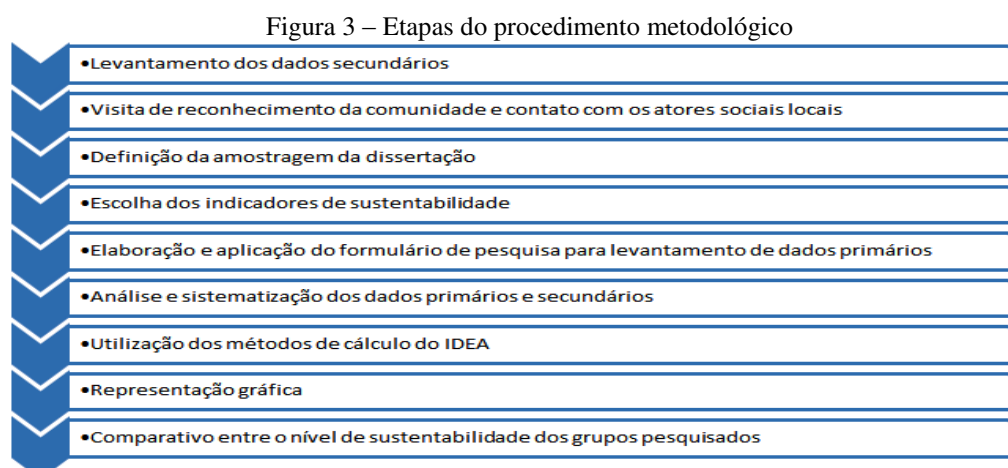 Figura 3 – Etapas do procedimento metodológico
•Levantamento dos dados secundários
•Visita de reconhecimento da comunidade e contato com os atores sociais locais
•Definição da amostragem da dissertação
•Escolha dos indicadores de sustentabilidade
•Elaboração e aplicação do formulário de pesquisa para levantamento de dados primários
•Análise e sistematização dos dados primários e secundários
•Utilização dos métodos de cálculo do IDEA
•Representação gráfica
•Comparativo entre o nível de sustentabilidade dos grupos pesquisados